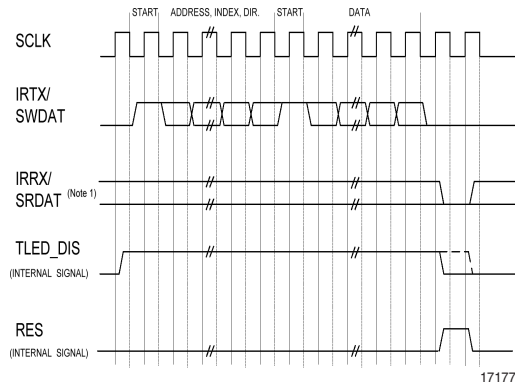 START ADDRESS, INDEX, DIR. START DATA
SCLK
IRTX/
SWDAT
IRRX/
SRDAT (Note 1)
TLED_DIS
(INTERNAL SIGNAL)
RES
(INTERNAL SIGNAL)
17177